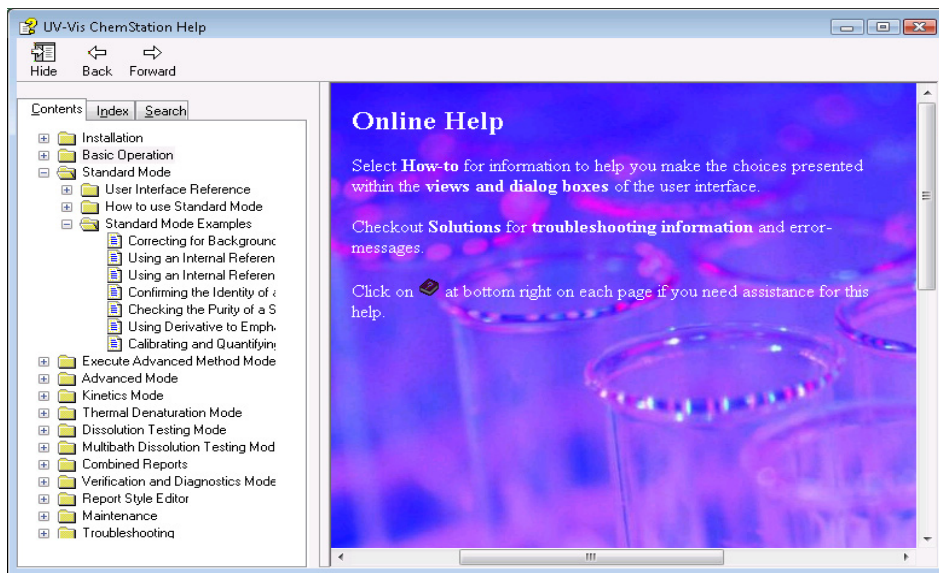 UV-Vis ChemStation Help
Hide Back Forward
Contents Index Search
Installation
Basic Operation
Standard Mode
User Interface Reference
How to use Standard Mode
Standard Mode Examples
Correcting for Background
Using an Internal Referen
Using an Internal Referen
Confirming the Identity of a
Checking the Purity of a S
Using Derivative to Empha
Calibrating and Quantifying
Execute Advanced Method Mode
Advanced Mode
Kinetics Mode
Thermal Denaturation Mode
Dissolution Testing Mode
Multibath Dissolution Testing Mod
Combined Reports
Verification and Diagnostics Mode
Report Style Editor
Maintenance
Troubleshooting
Online Help
Select How-to for information to help you make the choices presented
within the views and dialog boxes of the user interface.
Checkout Solutions for troubleshooting information and error-
messages.
Click on at bottom right on each page if you need assistance for this
help.